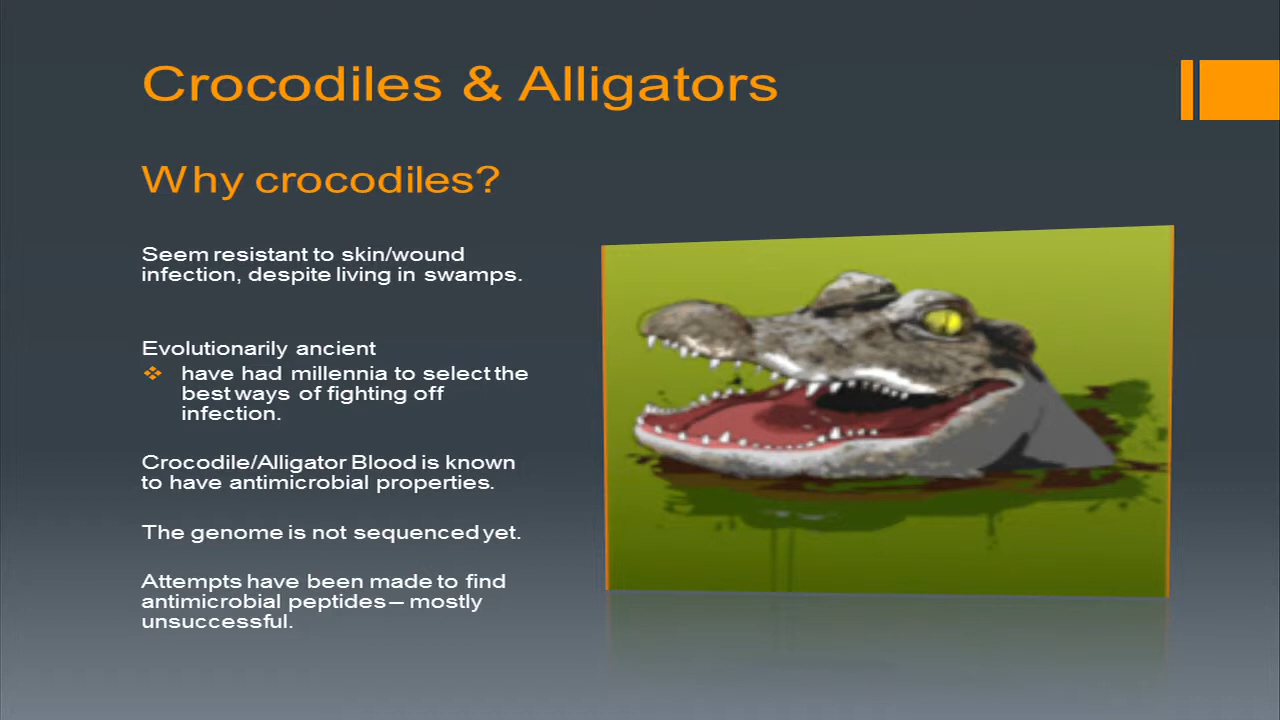 Crocodiles & Alligators
Why crocodiles?
Seem resistant to skin/wound
infection, despite living in swamps.
Evolutionarily ancient
have had millennia to select the
best ways of fighting off
infection.
Crocodile/Alligator Blood is known
to have antimicrobial properties.
The genome is not sequenced yet.
Attempts have been made to find
antimicrobial peptides – mostly
unsuccessful.